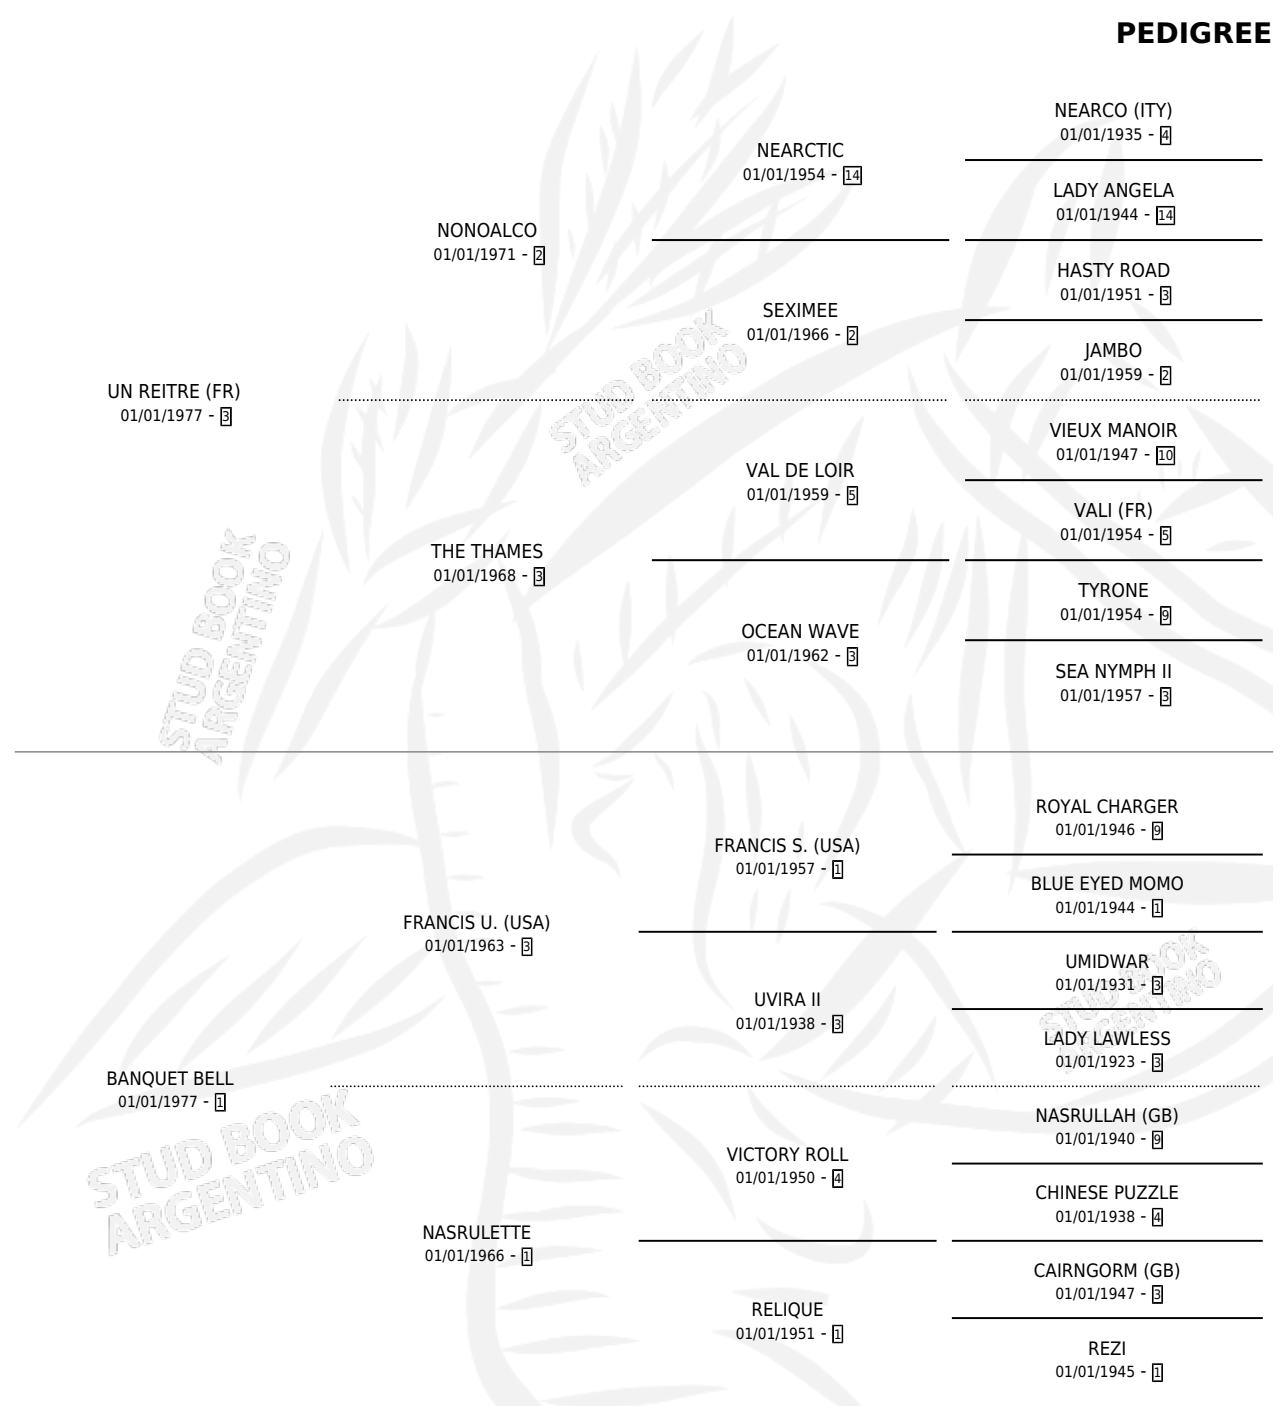 PEDIGREE
NEARCO (ITY)
01/01/1935 - 4
NEARCTIC
01/01/1954 - 14
LADY ANGELA
01/01/1944 - 14
NONOALCO
01/01/1971 - 2
HASTY ROAD
01/01/1951 - 3
SEXIMEE
01/01/1966 - 2
JAMBO
01/01/1959 - 2
UN REITRE (FR)
01/01/1977 - 3
VIEUX MANOIR
01/01/1947 - 10
VAL DE LOIR
01/01/1959 - 5
VALI (FR)
01/01/1954 - 5
THE THAMES
01/01/1968 - 3
TYRONE
01/01/1954 - 9
OCEAN WAVE
01/01/1962 - 3
SEA NYMPH II
01/01/1957 - 3
ROYAL CHARGER
01/01/1946 - 9
FRANCIS S. (USA)
01/01/1957 - 1
BLUE EYED MOMO
01/01/1944 - 1
FRANCIS U. (USA)
01/01/1963 - 3
UMIDWAR
01/01/1931 - 3
UVIRA II
01/01/1938 - 3
LADY LAWLESS
01/01/1923 - 3
BANQUET BELL
01/01/1977 - 1
NASRULLAH (GB)
01/01/1940 - 9
VICTORY ROLL
01/01/1950 - 4
CHINESE PUZZLE
01/01/1938 - 4
NASRULETTE
01/01/1966 - 1
CAIRNGORM (GB)
01/01/1947 - 3
RELIQUE
01/01/1951 - 1
REZI
01/01/1945 - 1
STUD BOOK
ARGENTINO
STUD BOOK
ARGENTINO
STUD BOOK
ARGENTINO
STUD BOOK
ARGENTINO